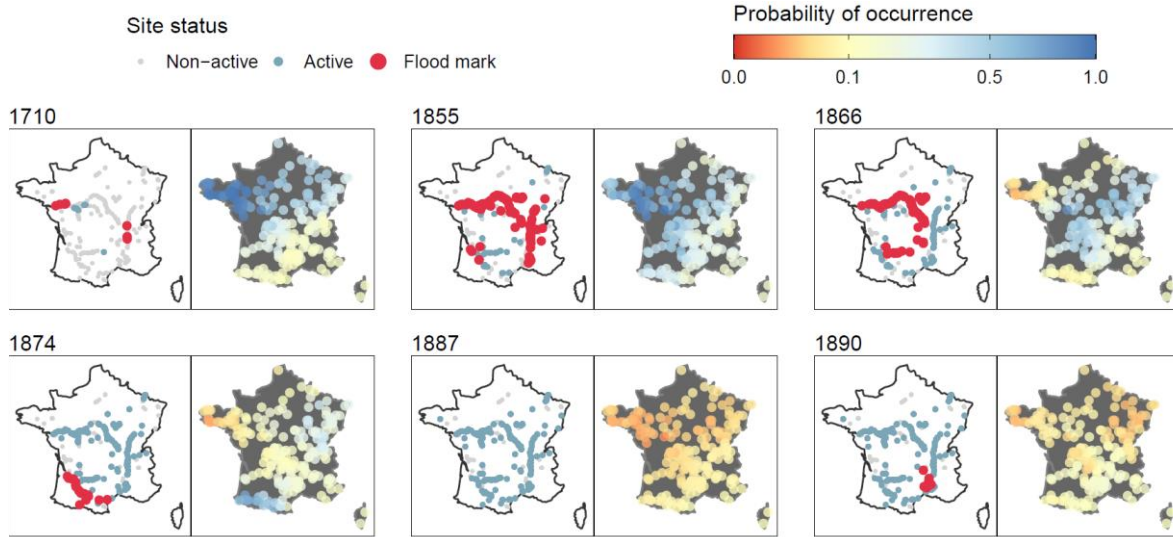 Site status
Non-active
Active
Flood mark
Probability of occurrence
0.0
0.1
0.5
1.0
1710
1855
1866
1874
1887
1890